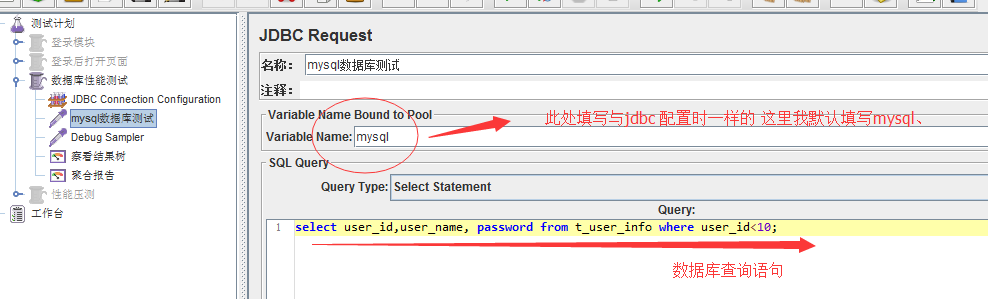 测试计划
登录模块
登录后打开页面
数据库性能测试
JDBC Connection Configuration
mysql数据库测试
Debug Sampler
察看结果树
聚合报告
性能压测
工作台
JDBC Request
名称： mysql数据库测试
注释：
Variable Name Bound to Pool
Variable Name: mysql
此处填写与jdbc 配置时一样的 这里我默认填写mysql、
SQL Query
Query Type: Select Statement
Query:
1 select user_id,user_name, password from t_user_info where user_id<10;
数据库查询语句